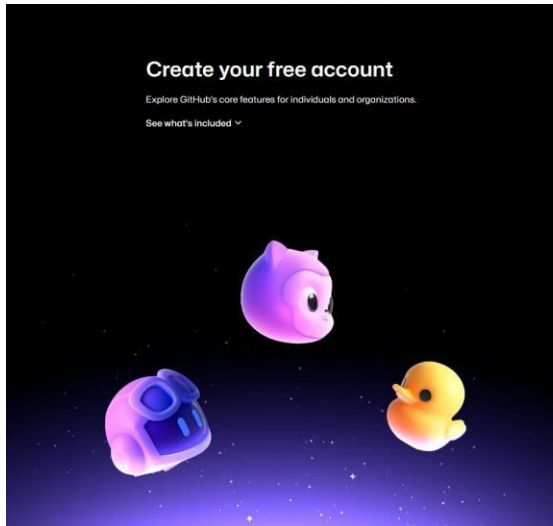 Create your free account
Explore GitHub's core features for individuals and organizations.
See what's included